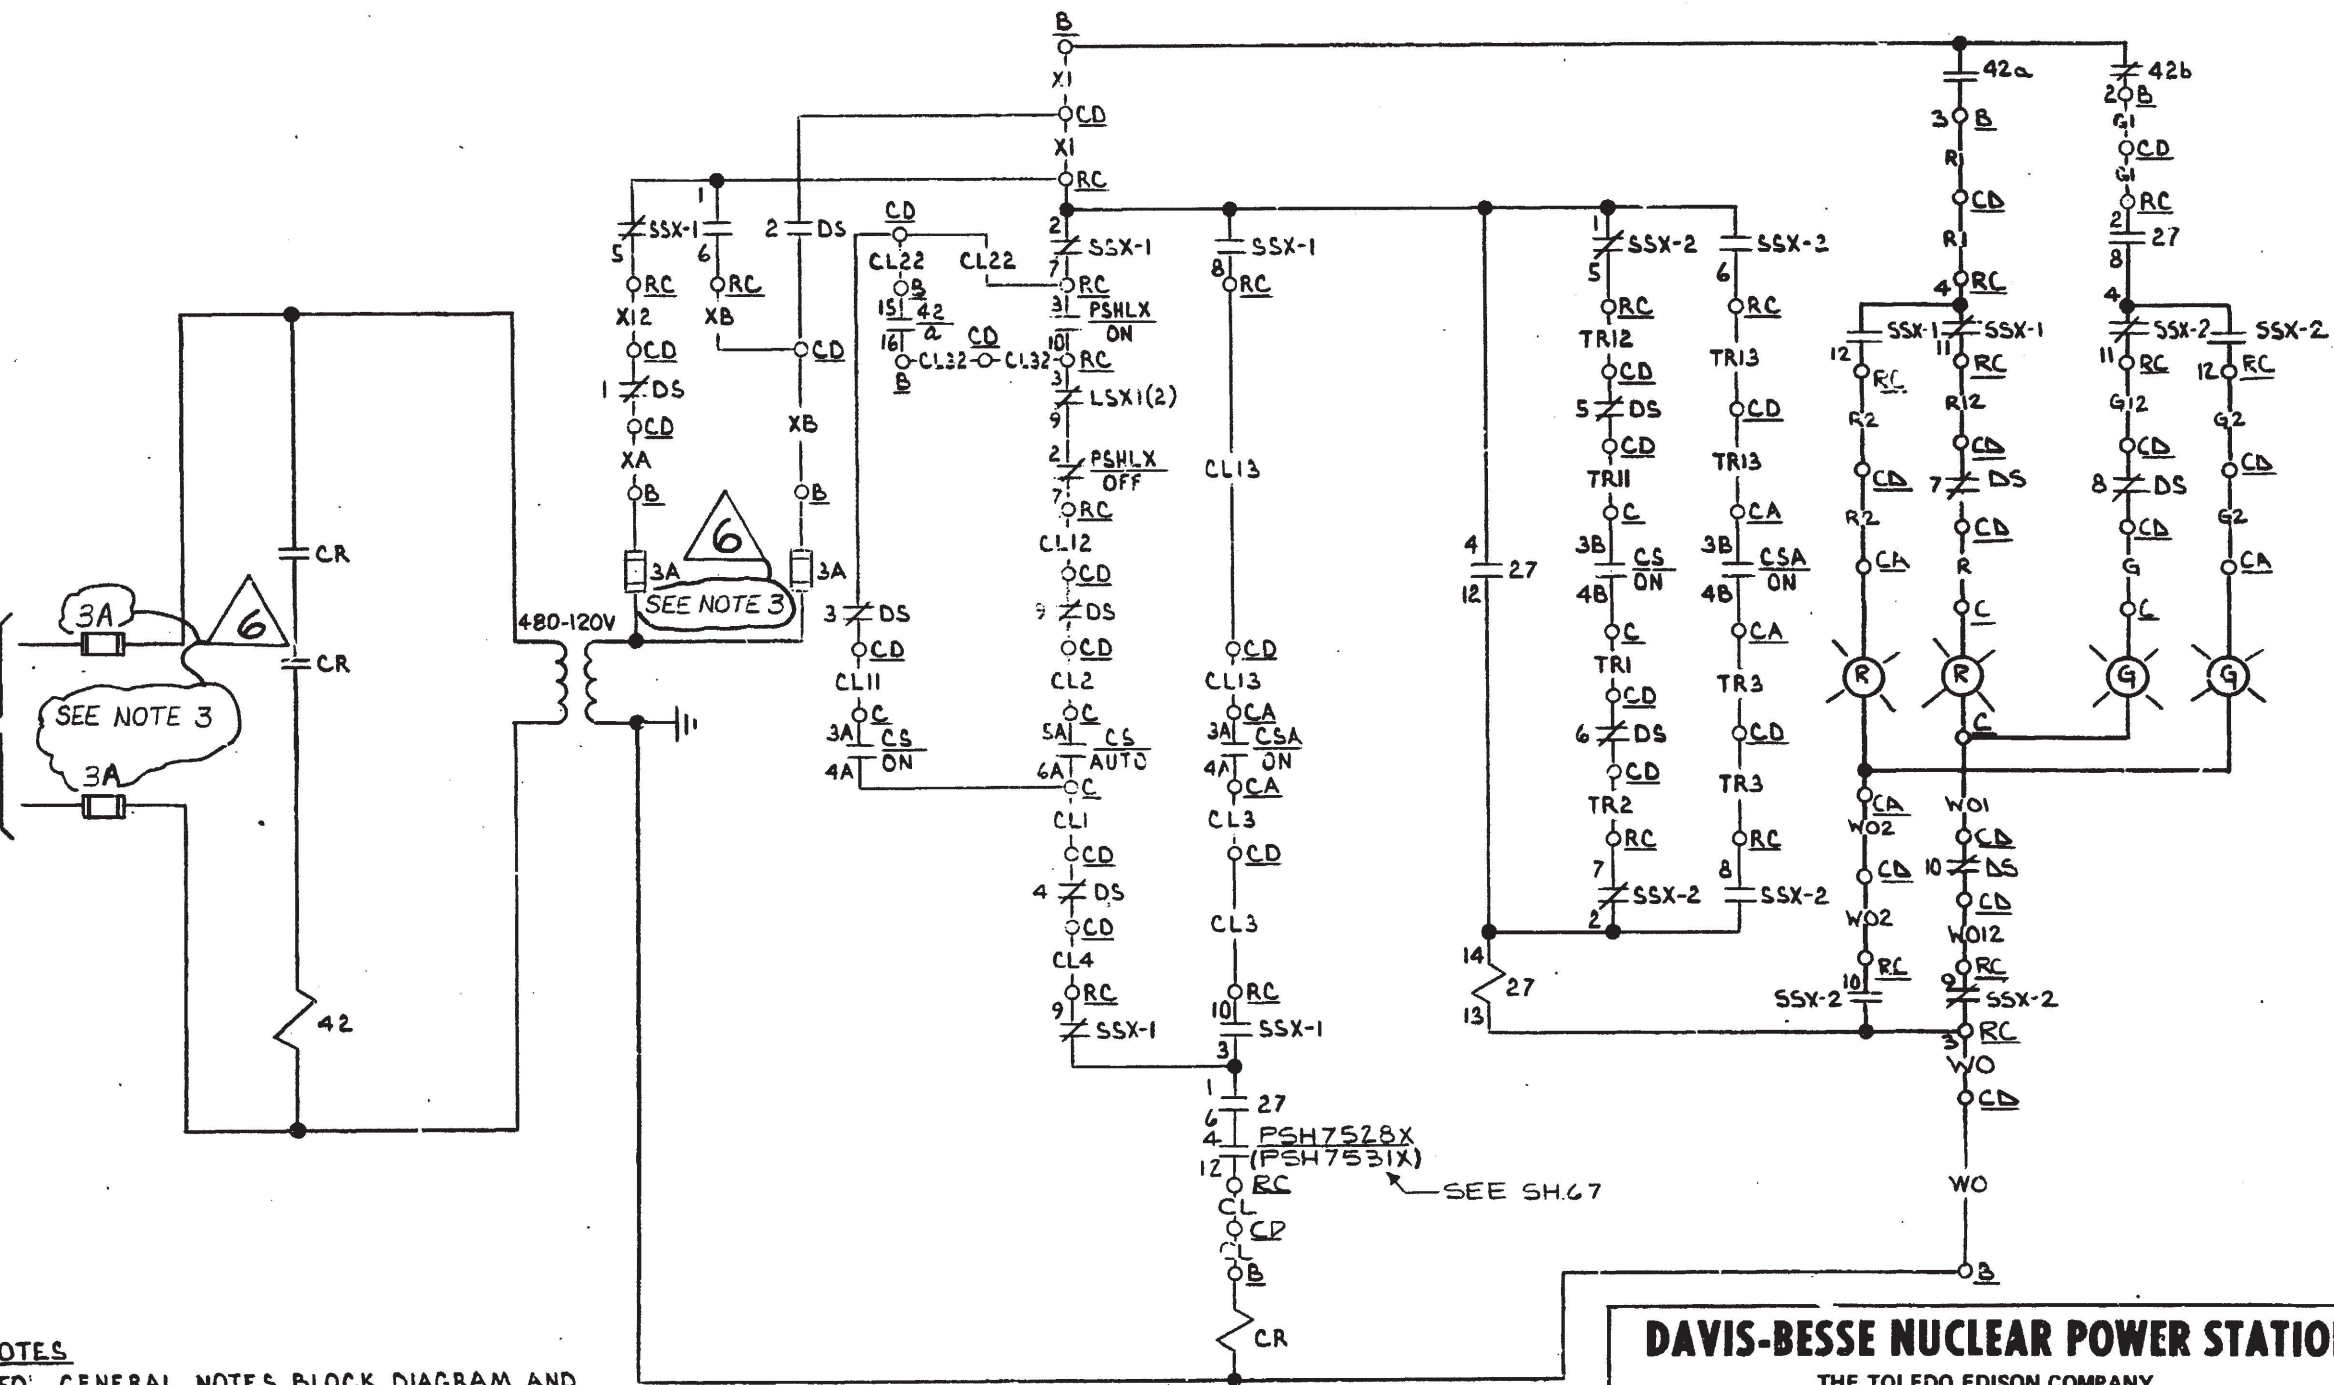 B
X1
42a
42b
2 B
3 B
G1
CD
X1
R1
CD
G1
RC
RC
1
CD
CD
2
27
8
2
SSX-1
2 DS
SSX-1
SSX-1
1
SSX-2
SSX-2
R1
5
6
CL22
CL22
7
8
5
6
RC
RC
B
RC
RC
4
RC
4
X12
XB
15
42
a
16
3
PSHLX
ON
10
RC
RC
SSX-1
SSX-1
SSX-2
SSX-2
CD
CD
CD
CL32
CL32
RC
B
TR12
TR13
12
11
11
12
RC
RC
RC
RC
1 DS
3
LSX1(2)
9
CD
5 DS
CD
R2
R12
G12
G2
CD
XB
CD
CD
CD
CD
CD
XA
2
PSHLX
OFF
7
CL13
TR11
TR13
7 DS
8 DS
B
B
RC
C
CA
R2
CD
CD
G2
6
CL12
4
27
12
3B
CS
ON
4B
3B
CSA
ON
4B
R
G
3A
3A
CD
CA
CA
CR
SEE NOTE 3
3A
6
480-120V
3 DS
9 DS
C
C
C
CA
CR
CD
CD
CD
TR1
TR3
R
R
G
G
SEE NOTE 3
CL11
CL2
CL13
CD
CD
C
C
CA
C
3A
CS
ON
4A
5A
CS
AUTO
6A
3A
CSA
ON
4A
6 DS
3A
C
CA
CD
TR3
CA
WO1
CL1
CL3
TR2
WO2
CD
CD
CD
RC
RC
CD
10 DS
4 DS
7
SSX-2
2
8
SSX-2
CD
CD
CL3
WO2
WO12
CL4
14
27
13
RC
RC
RC
RC
10
SSX-2
9
SSX-2
42
9
SSX-1
10
SSX-1
3
3
RC
WO
1
27
6
CD
4
PSH7528X
(PSH7531X)
12
RC
SEE SH.67
WO
CL
CD
CL
B
B
CR
DAVIS-BESSE NUCLEAR POWER STATIO
THE TOLEDO EDISON COMPANY
OTES
GENERAL NOTES BLOCK DIAGRAM AND